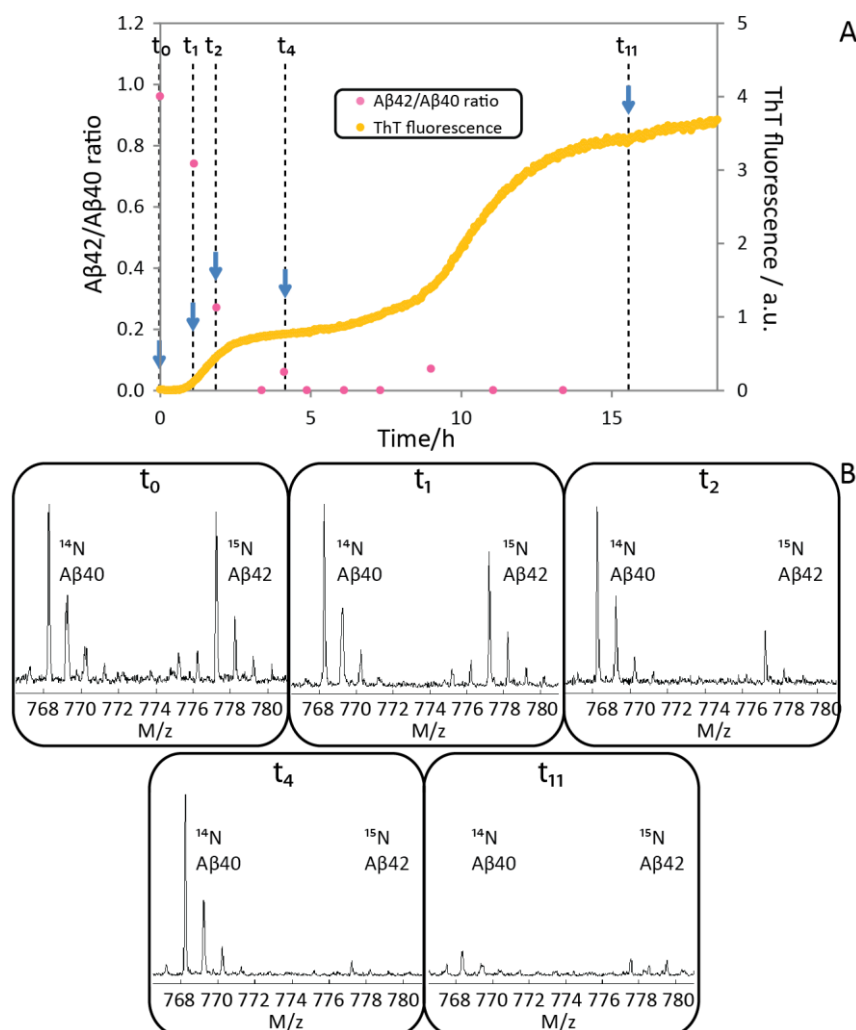 A
t₀ t₁ t₂ t₄ t₁₁
Aβ42/Aβ40 ratio
ThT fluorescence
1.2
1.0
0.8
0.6
0.4
0.2
0.0
Aβ42/Aβ40 ratio
5
4
3
2
1
0
ThT fluorescence / a.u.
0 5 10 15
Time/h
B
t₀
¹⁴N
Aβ40
¹⁵N
Aβ42
768 770 772 774 776 778 780
M/z
t₁
¹⁴N
Aβ40
¹⁵N
Aβ42
768 770 772 774 776 778 780
M/z
t₂
¹⁴N
Aβ40
¹⁵N
Aβ42
768 770 772 774 776 778 780
M/z
t₄
¹⁴N
Aβ40
¹⁵N
Aβ42
768 770 772 774 776 778 780
M/z
t₁₁
¹⁴N
Aβ40
¹⁵N
Aβ42
768 770 772 774 776 778 780
M/z